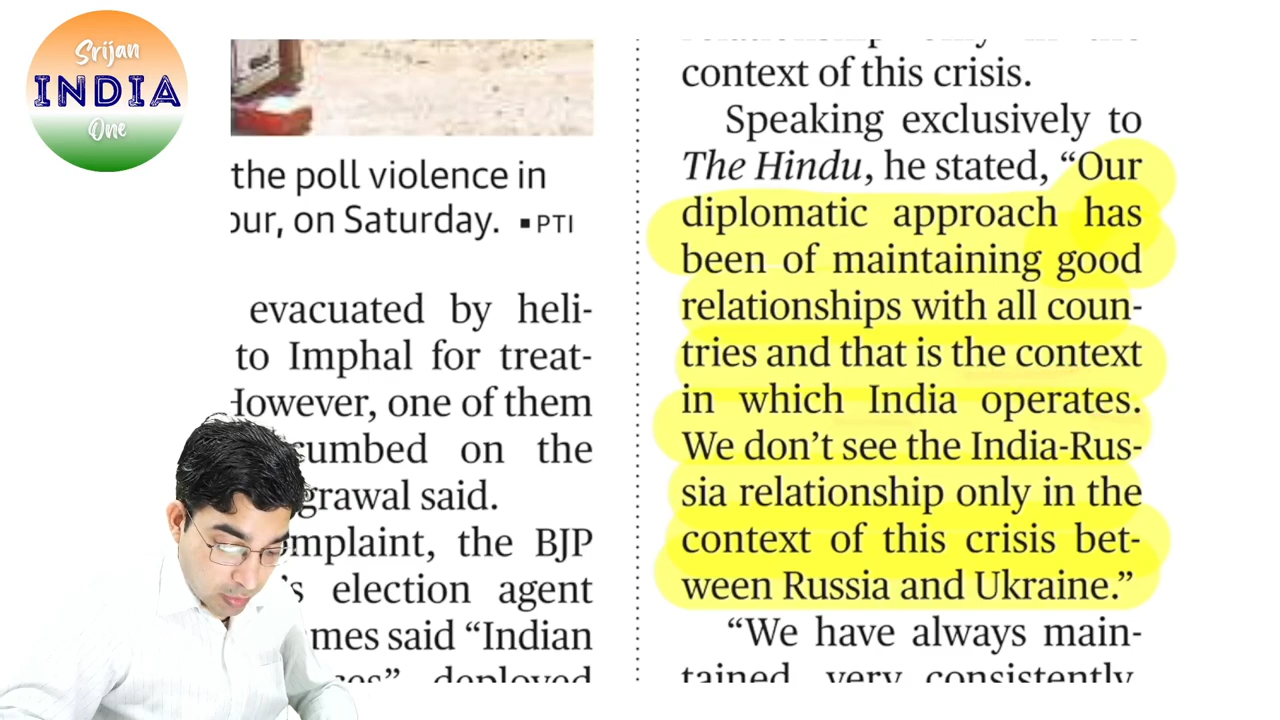 Srijan
INDIA
One
the poll violence in
our, on Saturday. ▪PTI
evacuated by heli-
to Imphal for treat-
However, one of them
cumbed on the
grawal said.
mplaint, the BJP
's election agent
mes said “Indian
deployed
context of this crisis.
Speaking exclusively to
The Hindu, he stated, “Our
diplomatic approach has
been of maintaining good
relationships with all coun-
tries and that is the context
in which India operates.
We don’t see the India-Rus-
sia relationship only in the
context of this crisis bet-
ween Russia and Ukraine.”
“We have always main-
tained, very consistently,